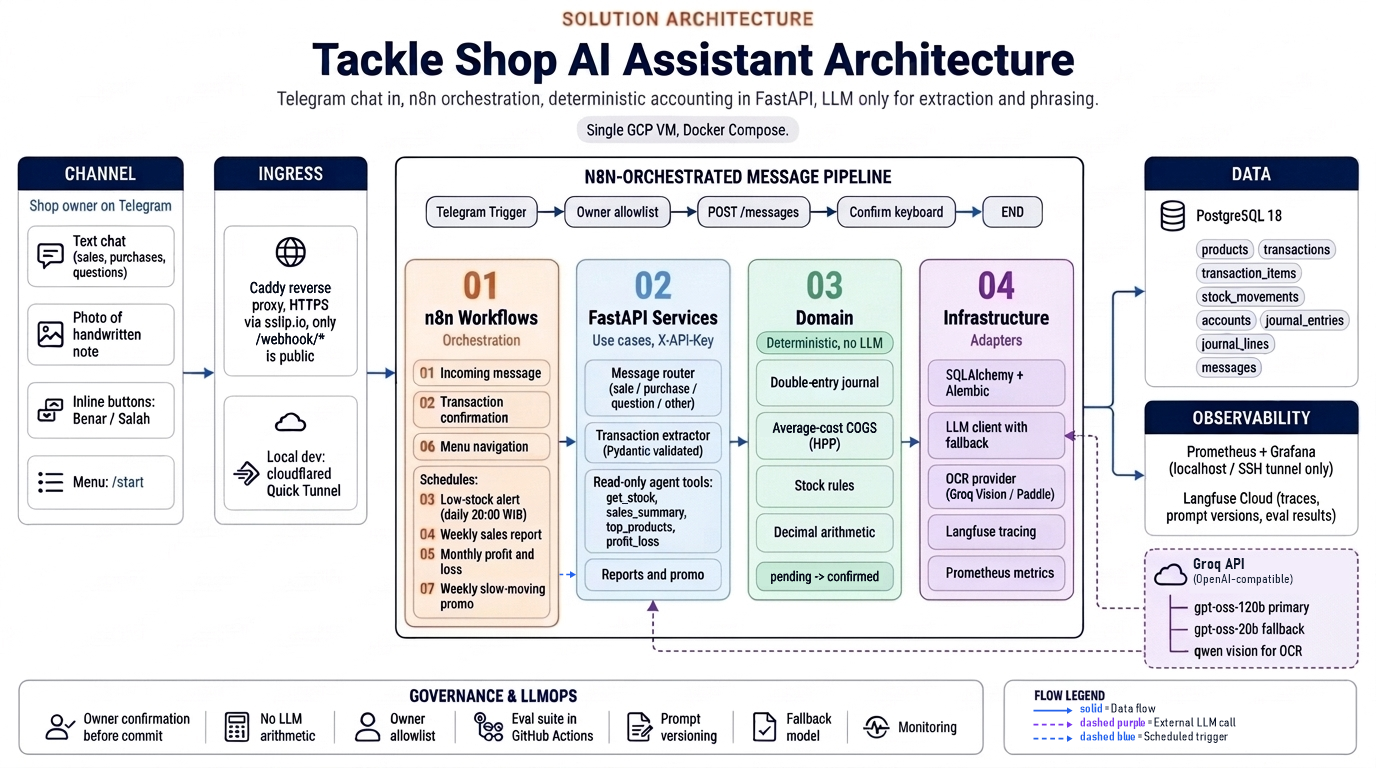 SOLUTION ARCHITECTURE
Tackle Shop AI Assistant Architecture
Telegram chat in, n8n orchestration, deterministic accounting in FastAPI, LLM only for extraction and phrasing.
Single GCP VM, Docker Compose.
CHANNEL
Shop owner on Telegram
Text chat
(sales, purchases,
questions)
Photo of
handwritten
note
Inline buttons:
Benar / Salah
Menu: /start
INGRESS
Caddy reverse
proxy, HTTPS
via sslip.io, only
/webhook/*
is public
Local dev:
cloudflared
Quick Tunnel
N8N-ORCHESTRATED MESSAGE PIPELINE
Telegram Trigger
Owner allowlist
POST /messages
Confirm keyboard
END
01
n8n Workflows
Orchestration
01 Incoming message
02 Transaction
confirmation
06 Menu navigation
Schedules:
03 Low-stock alert
(daily 20:00 WIB)
04 Weekly sales report
05 Monthly profit and
loss
07 Weekly slow-moving
promo
02
FastAPI Services
Use cases, X-API-Key
Message router
(sale / purchase /
question / other)
Transaction extractor
(Pydantic validated)
Read-only agent tools:
get_stock,
sales_summary,
top_products,
profit_loss
Reports and promo
03
Domain
Deterministic, no LLM
Double-entry journal
Average-cost COGS
(HPP)
Stock rules
Decimal arithmetic
pending -> confirmed
04
Infrastructure
Adapters
SQLAlchemy +
Alembic
LLM client with
fallback
OCR provider
(Groq Vision / Paddle)
Langfuse tracing
Prometheus metrics
DATA
PostgreSQL 18
products transactions
transaction_items
stock_movements
accounts journal_entries
journal_lines
messages
OBSERVABILITY
Prometheus + Grafana
(localhost / SSH tunnel only)
Langfuse Cloud (traces,
prompt versions, eval results)
Groq API
(OpenAI-compatible)
gpt-oss-120b primary
gpt-oss-20b fallback
qwen vision for OCR
GOVERNANCE & LLMOPS
Owner confirmation
before commit
No LLM
arithmetic
Owner
allowlist
Eval suite in
GitHub Actions
Prompt
versioning
Fallback
model
Monitoring
FLOW LEGEND
solid = Data flow
dashed purple = External LLM call
dashed blue = Scheduled trigger